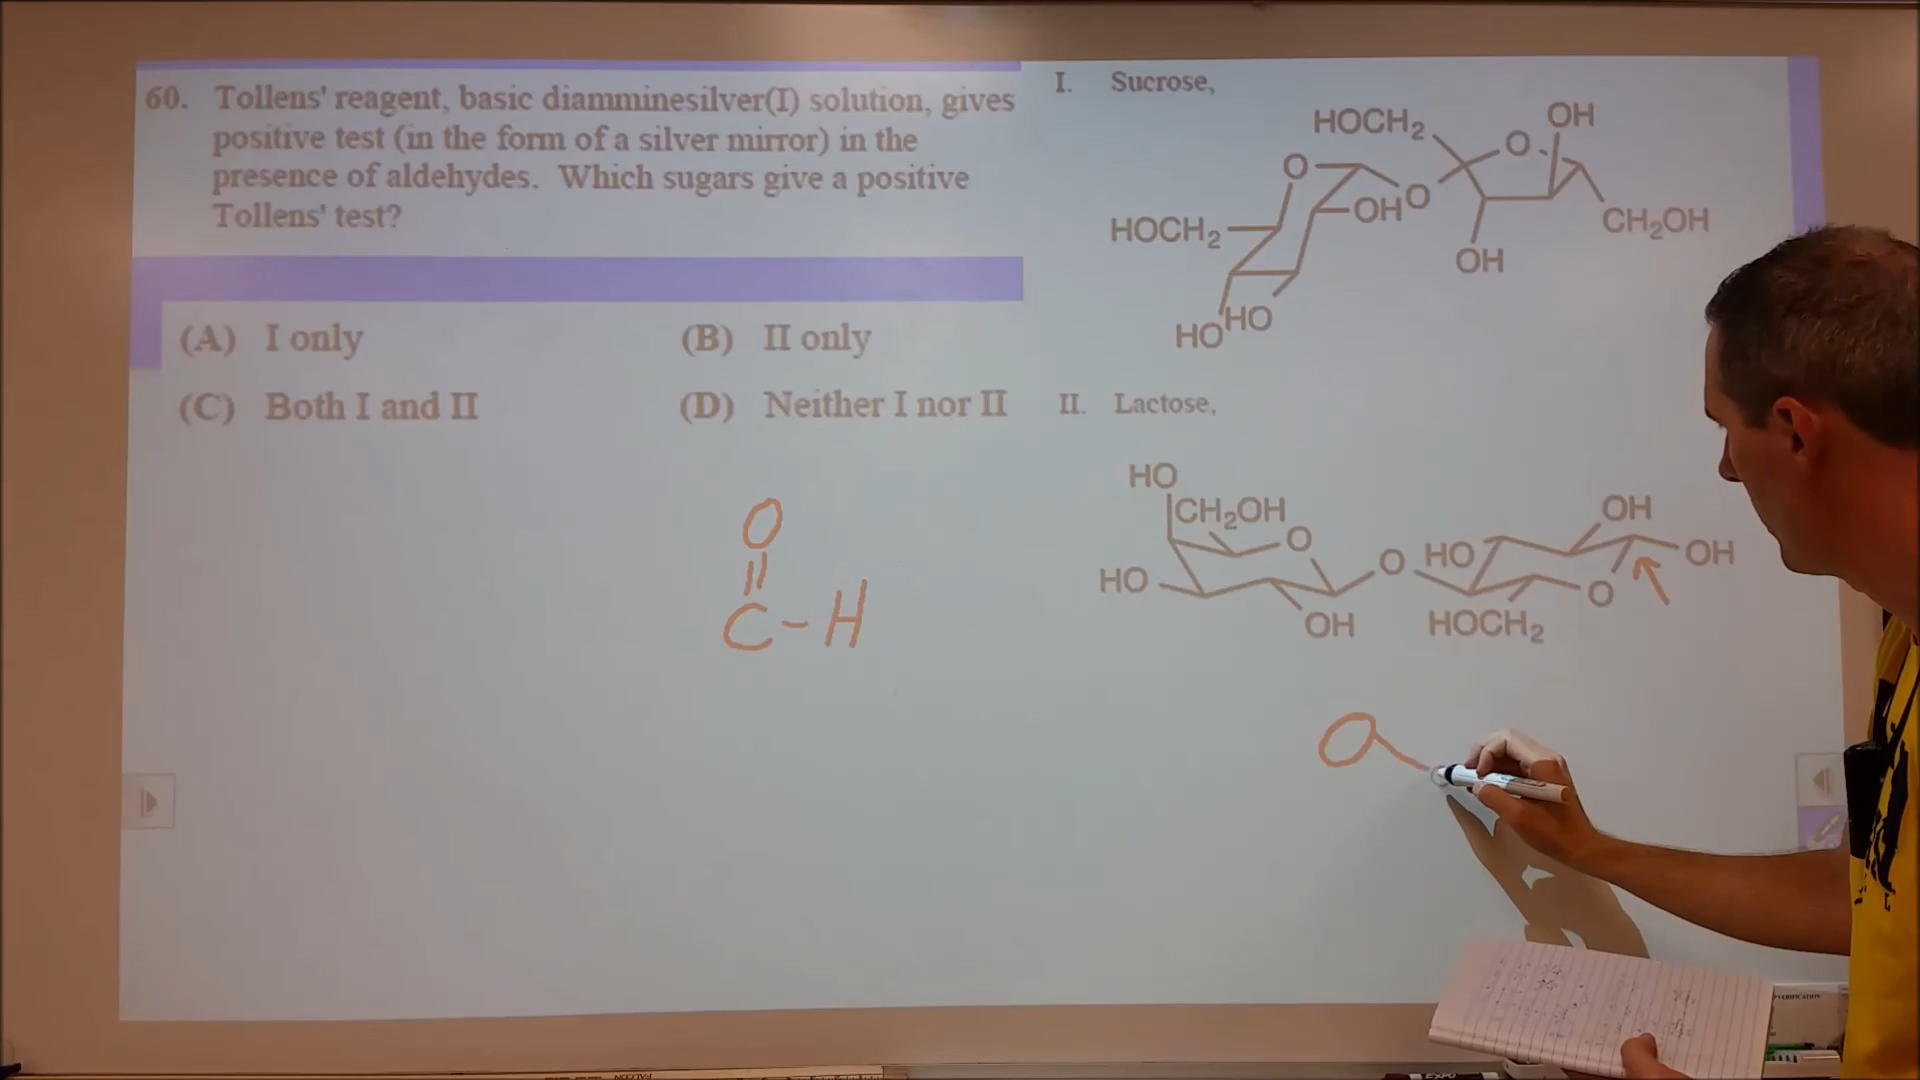 60. Tollens' reagent, basic diamminesilver(I) solution, gives
positive test (in the form of a silver mirror) in the
presence of aldehydes. Which sugars give a positive
Tollens' test?
(A) I only
(B) II only
(C) Both I and II
(D) Neither I nor II
I. Sucrose,
HOCH2
OH
O
O
OH
O
HOCH2
CH2OH
OH
HO
HO
II. Lactose,
HO
CH2OH
O
HO
OH
O
HO
OH
OH
O
HOCH2
O
C-H
O
EXPO